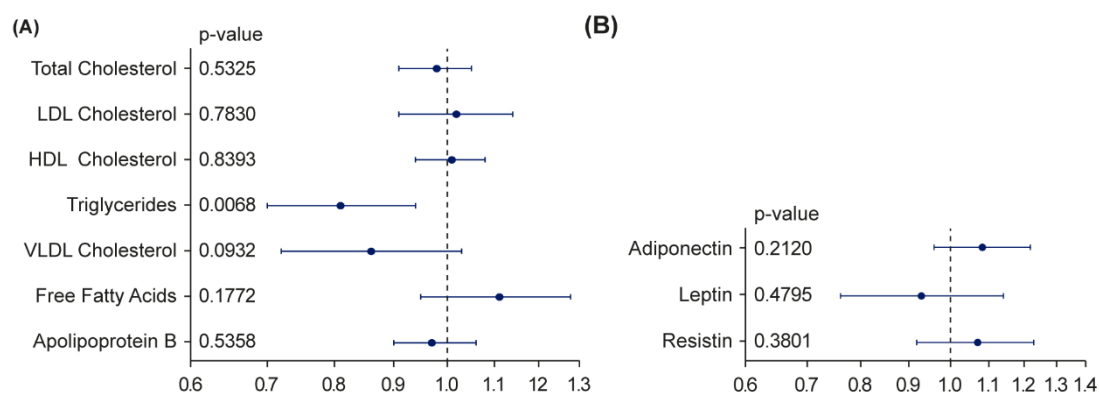 (A)
p-value
Total Cholesterol 0.5325
LDL Cholesterol 0.7830
HDL Cholesterol 0.8393
Triglycerides 0.0068
VLDL Cholesterol 0.0932
Free Fatty Acids 0.1772
Apolipoprotein B 0.5358
0.6 0.7 0.8 0.9 1.0 1.1 12 1.3
(B)
p-value
Adiponectin 0.2120
Leptin 0.4795
Resistin 0.3801
0.6 0.7 0.8 0.9 1.0 1.1 1.2 1.3 1.4